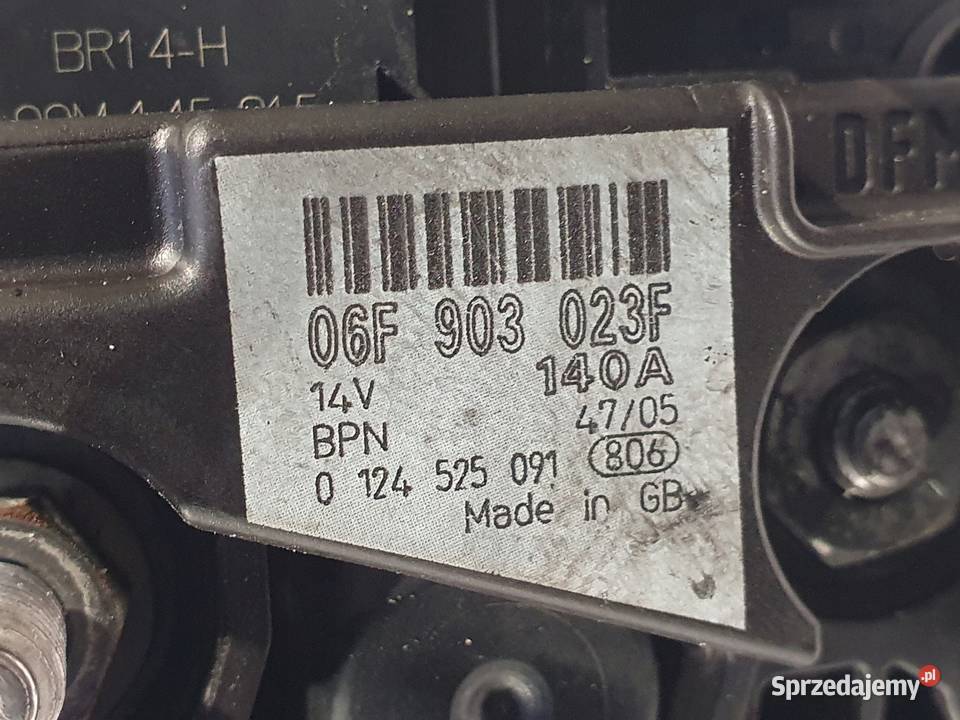 BR14-H
06F 903 023F
14V 140A
BPN 47/05
0 124 525 091 806
Made in GB
Sprzedajemy.pl